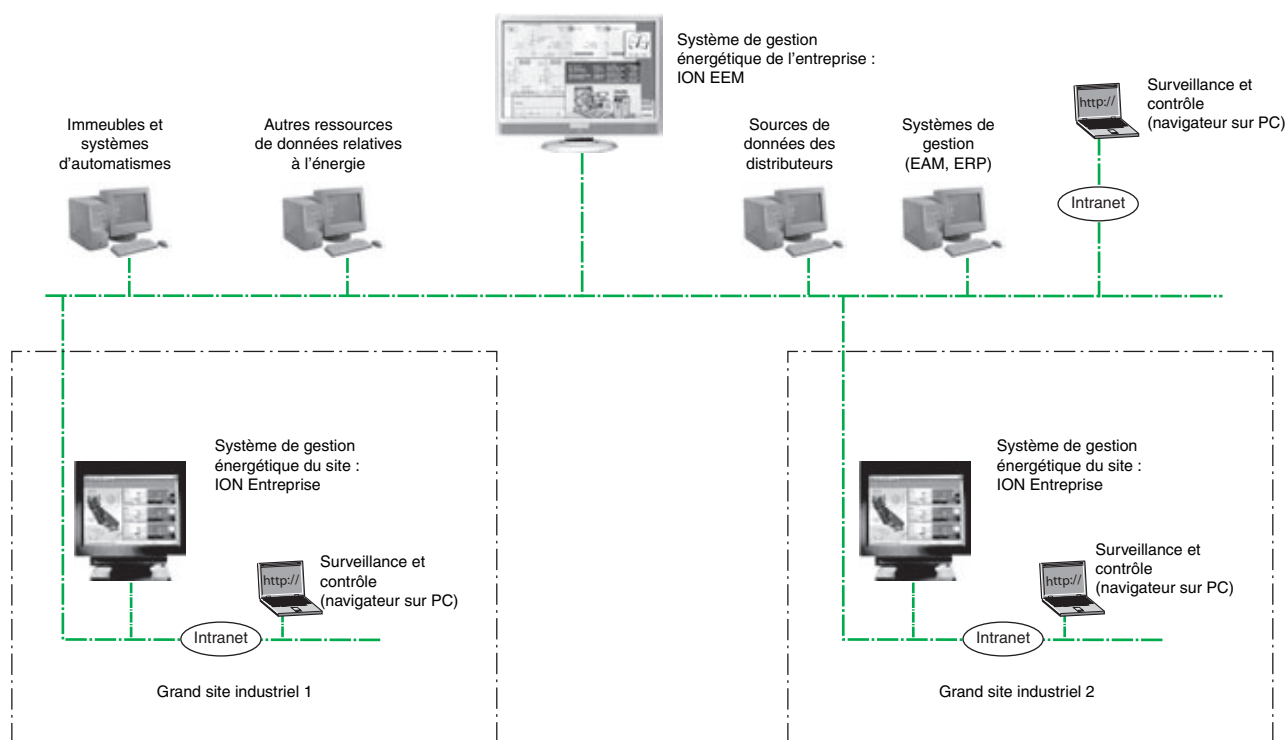 Système de gestion
énergétique de l'entreprise :
ION EEM
Immeubles et
systèmes
d'automatismes
Autres ressources
de données relatives
à l'énergie
Sources de
données des
distributeurs
Systèmes de
gestion
(EAM, ERP)
http://
Surveillance et
contrôle
(navigateur sur PC)
Intranet
Système de gestion
énergétique du site :
ION Entreprise
http://
Surveillance et
contrôle
(navigateur sur PC)
Intranet
Grand site industriel 1
Système de gestion
énergétique du site :
ION Entreprise
http://
Surveillance et
contrôle
(navigateur sur PC)
Intranet
Grand site industriel 2